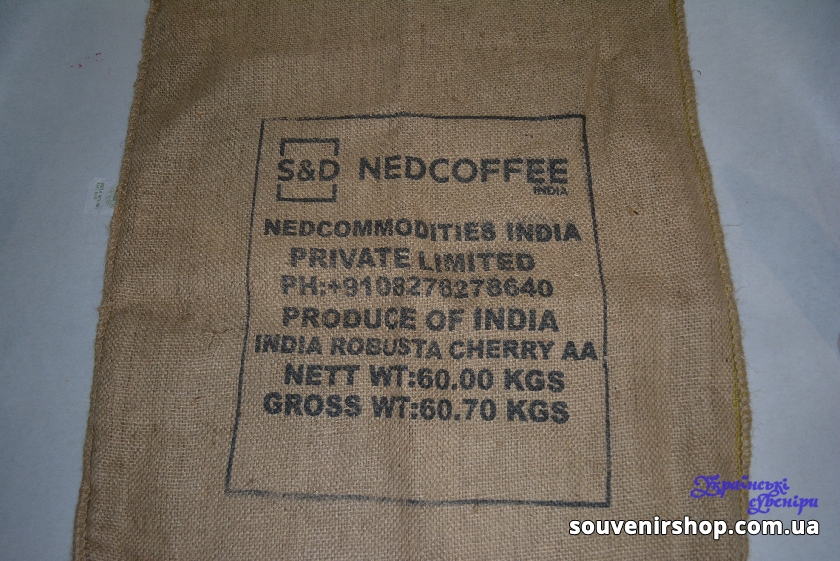 S&D NEDCOFFEE
INDIA
NEDCOMMODITIES INDIA
PRIVATE LIMITED
PH:+9108276278640
PRODUCE OF INDIA
INDIA ROBUSTA CHERRY AA
NETT WT:60.00 KGS
GROSS WT:60.70 KGS
Українські
сувеніри
souvenirshop.com.ua